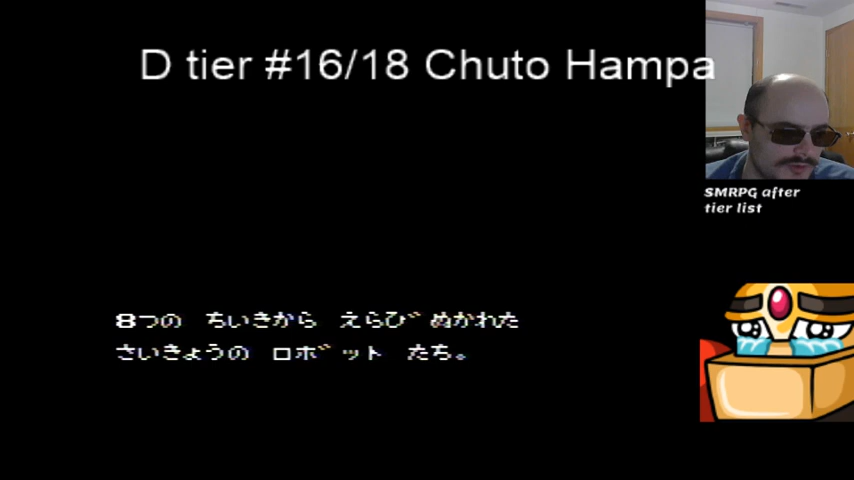 D tier #16/18 Chuto Hampa
SMRPG after
tier list
8つの ちいきから えらびぬかれた
さいきょうの ロボット たち。